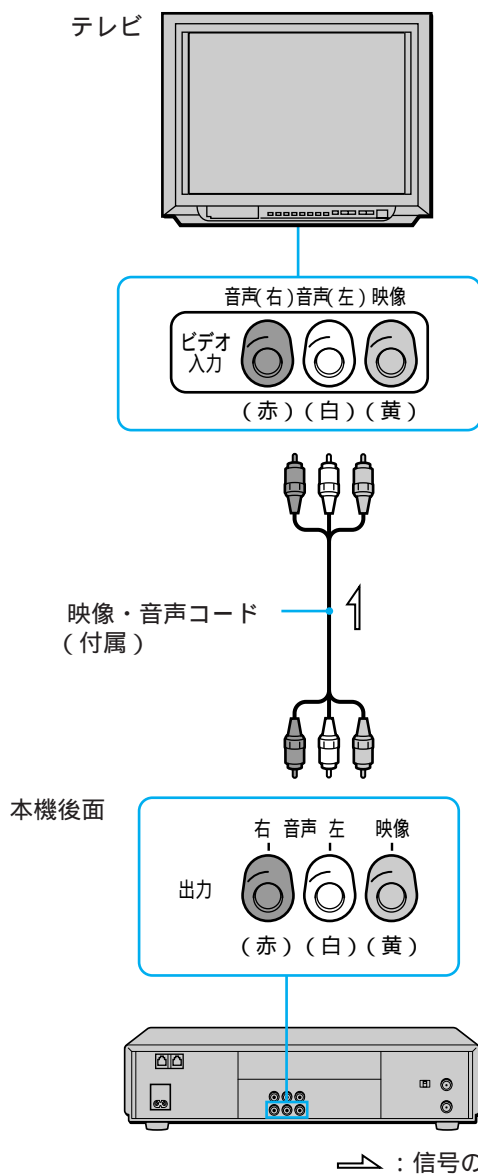 テレビ
音声(右)音声(左)映像
ビデオ
入力
(赤)(白)(黄)
映像・音声コード
(付属)
本機後面
右 音声 左 映像
出力
(赤)(白)(黄)
：信号の